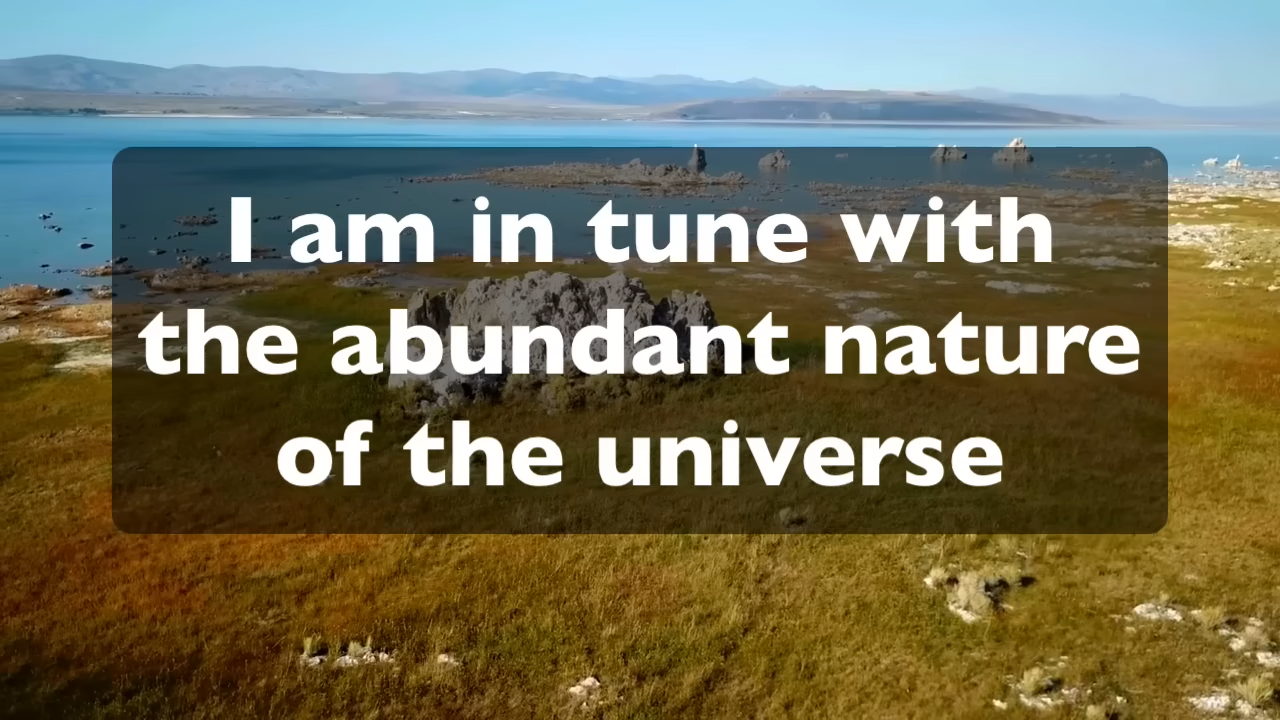 I am in tune with
the abundant nature
of the universe